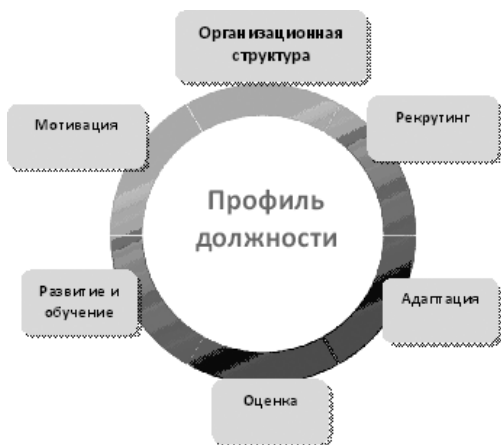 Организационная
структура
Рекрутинг
Мотивация
Профиль
должности
Адаптация
Развитие и
обучение
Оценка